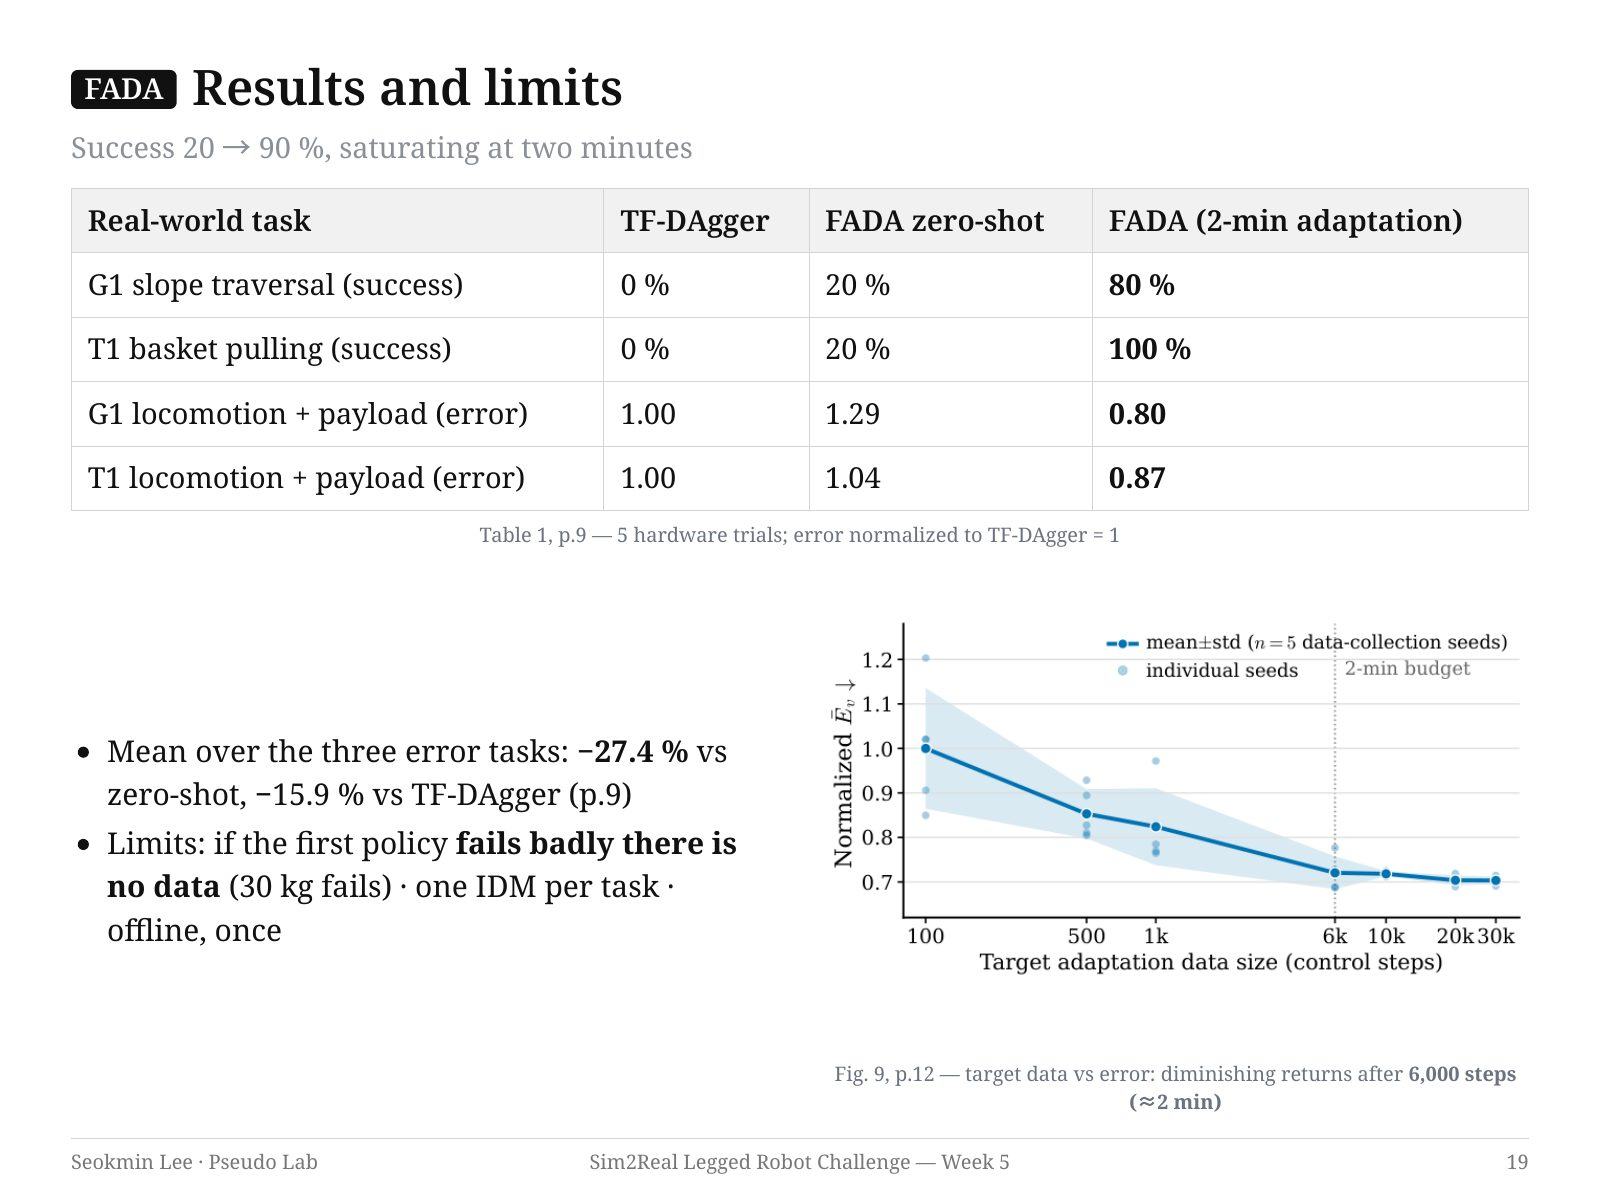 FADA Results and limits
Success 20 → 90 %, saturating at two minutes
Real-world task TF-DAgger FADA zero-shot FADA (2-min adaptation)
G1 slope traversal (success) 0 % 20 % 80 %
T1 basket pulling (success) 0 % 20 % 100 %
G1 locomotion + payload (error) 1.00 1.29 0.80
T1 locomotion + payload (error) 1.00 1.04 0.87
Table 1, p.9 — 5 hardware trials; error normalized to TF-DAgger = 1
• Mean over the three error tasks: −27.4 % vs
zero-shot, −15.9 % vs TF-DAgger (p.9)
• Limits: if the first policy fails badly there is
no data (30 kg fails) · one IDM per task ·
offline, once
mean±std (n = 5 data-collection seeds)
individual seeds
2-min budget
Normalized Ēᵥ ↓
1.2
1.1
1.0
0.9
0.8
0.7
100 500 1k 6k 10k 20k 30k
Target adaptation data size (control steps)
Fig. 9, p.12 — target data vs error: diminishing returns after 6,000 steps
(≈2 min)
Seokmin Lee · Pseudo Lab Sim2Real Legged Robot Challenge — Week 5 19